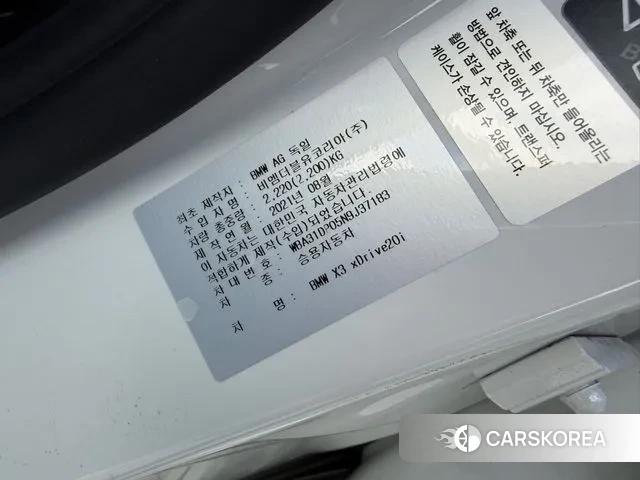 최초 제작자 : BMW AG 독일
수입자명 : 비엠더블유코리아(주)
차량 총중량 : 2.220(2,200)KG
제작 연월 : 2021년 08월
이 자동차는 대한민국 자동차관리법령에
적합하게 제작(수입)되었습니다.
차대번호 :
차종 : 승용자동차
차명 : BMW X3 xDrive20i
앞 차축 또는 뒤 차축만 들어올리는
방법으로 견인하지 마십시오.
휠이 잠길 수 있으며, 트랜스퍼
케이스가 손상될 수 있습니다.
CARSKOREA